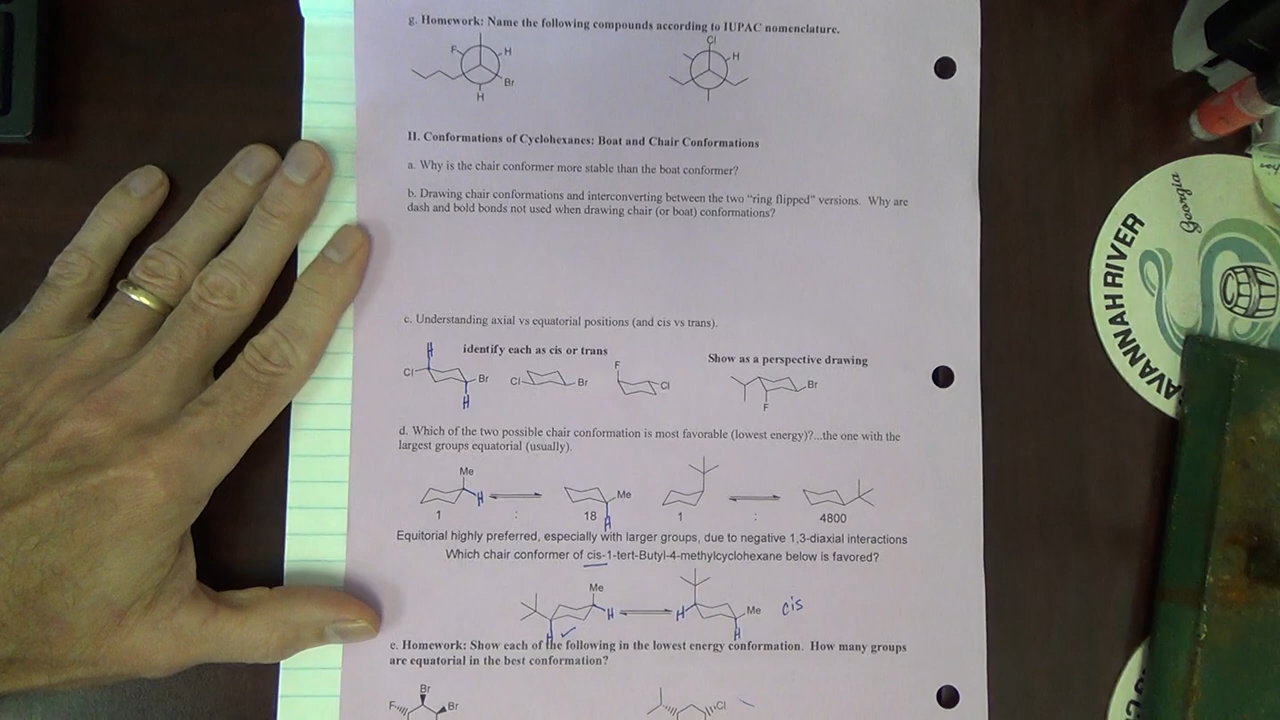 g. Homework: Name the following compounds according to IUPAC nomenclature.
F H Br H
Cl H
II. Conformations of Cyclohexanes: Boat and Chair Conformations
a. Why is the chair conformer more stable than the boat conformer?
b. Drawing chair conformations and interconverting between the two "ring flipped" versions. Why are
dash and bold bonds not used when drawing chair (or boat) conformations?
c. Understanding axial vs equatorial positions (and cis vs trans).
identify each as cis or trans
Show as a perspective drawing
H Cl Br H
Cl Br
F Cl
Br F
d. Which of the two possible chair conformation is most favorable (lowest energy)?...the one with the
largest groups equatorial (usually).
Me H
Me H
1 : 18
1 : 4800
Equitorial highly preferred, especially with larger groups, due to negative 1,3-diaxial interactions
Which chair conformer of cis-1-tert-Butyl-4-methylcyclohexane below is favored?
Me H H
H Me H
cis
e. Homework: Show each of the following in the lowest energy conformation. How many groups
are equatorial in the best conformation?
Br F Br
Cl
SAVANNAH RIVER
Georgia